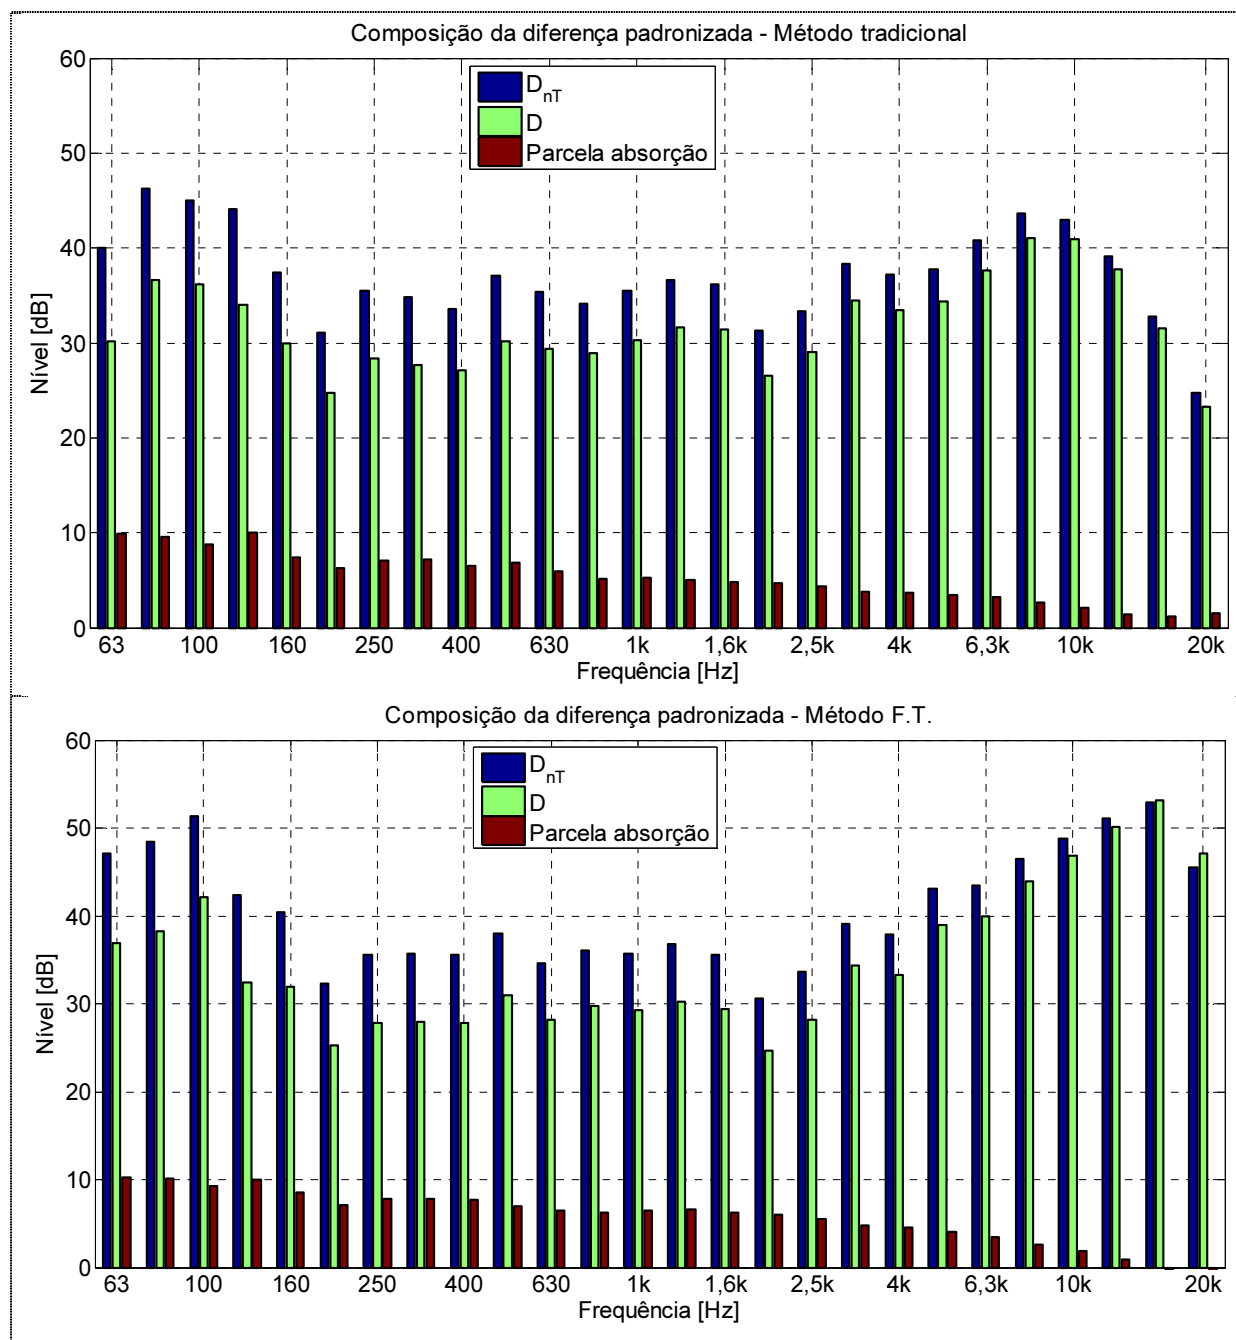 Composição da diferença padronizada - Método tradicional
60
50
40
30
20
10
0
Nível [dB]
DnT
D
Parcela absorção
63 100 160 250 400 630 1k 1,6k 2,5k 4k 6,3k 10k 20k
Frequência [Hz]
Composição da diferença padronizada - Método F.T.
60
50
40
30
20
10
0
Nível [dB]
DnT
D
Parcela absorção
63 100 160 250 400 630 1k 1,6k 2,5k 4k 6,3k 10k 20k
Frequência [Hz]